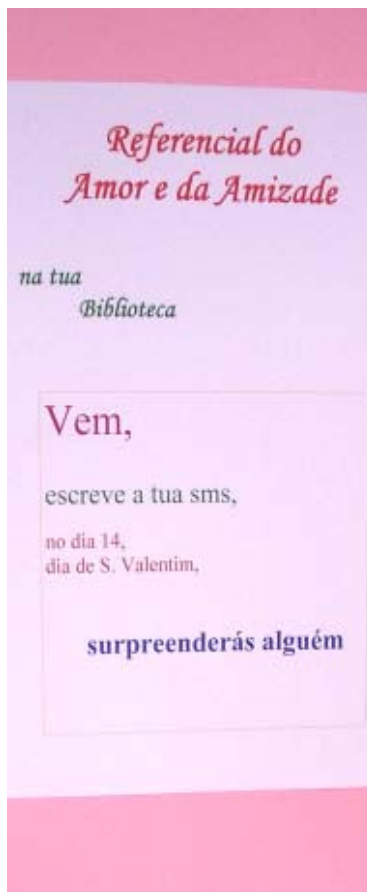 Referencial do
Amor e da Amizade
na tua
Biblioteca
Vem,
escreve a tua sms,
no dia 14,
dia de S. Valentim,
surpreenderás alguém